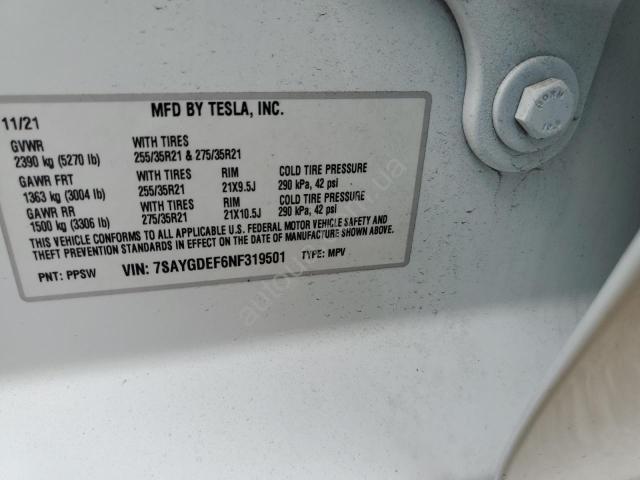 MFD BY TESLA, INC.
11/21
GVWR WITH TIRES
2390 kg (5270 lb) 255/35R21 & 275/35R21
GAWR FRT WITH TIRES RIM COLD TIRE PRESSURE
1363 kg (3004 lb) 255/35R21 21X9.5J 290 kPa, 42 psi
GAWR RR WITH TIRES RIM COLD TIRE PRESSURE
1500 kg (3306 lb) 275/35R21 21X10.5J 290 kPa, 42 psi
THIS VEHICLE CONFORMS TO ALL APPLICABLE U.S. FEDERAL MOTOR VEHICLE SAFETY AND
THEFT PREVENTION STANDARDS IN EFFECT ON THE DATE OF MANUFACTURE SHOWN ABOVE.
PNT: PPSW VIN: 7SAYGDEF6NF319501 TYPE: MPV